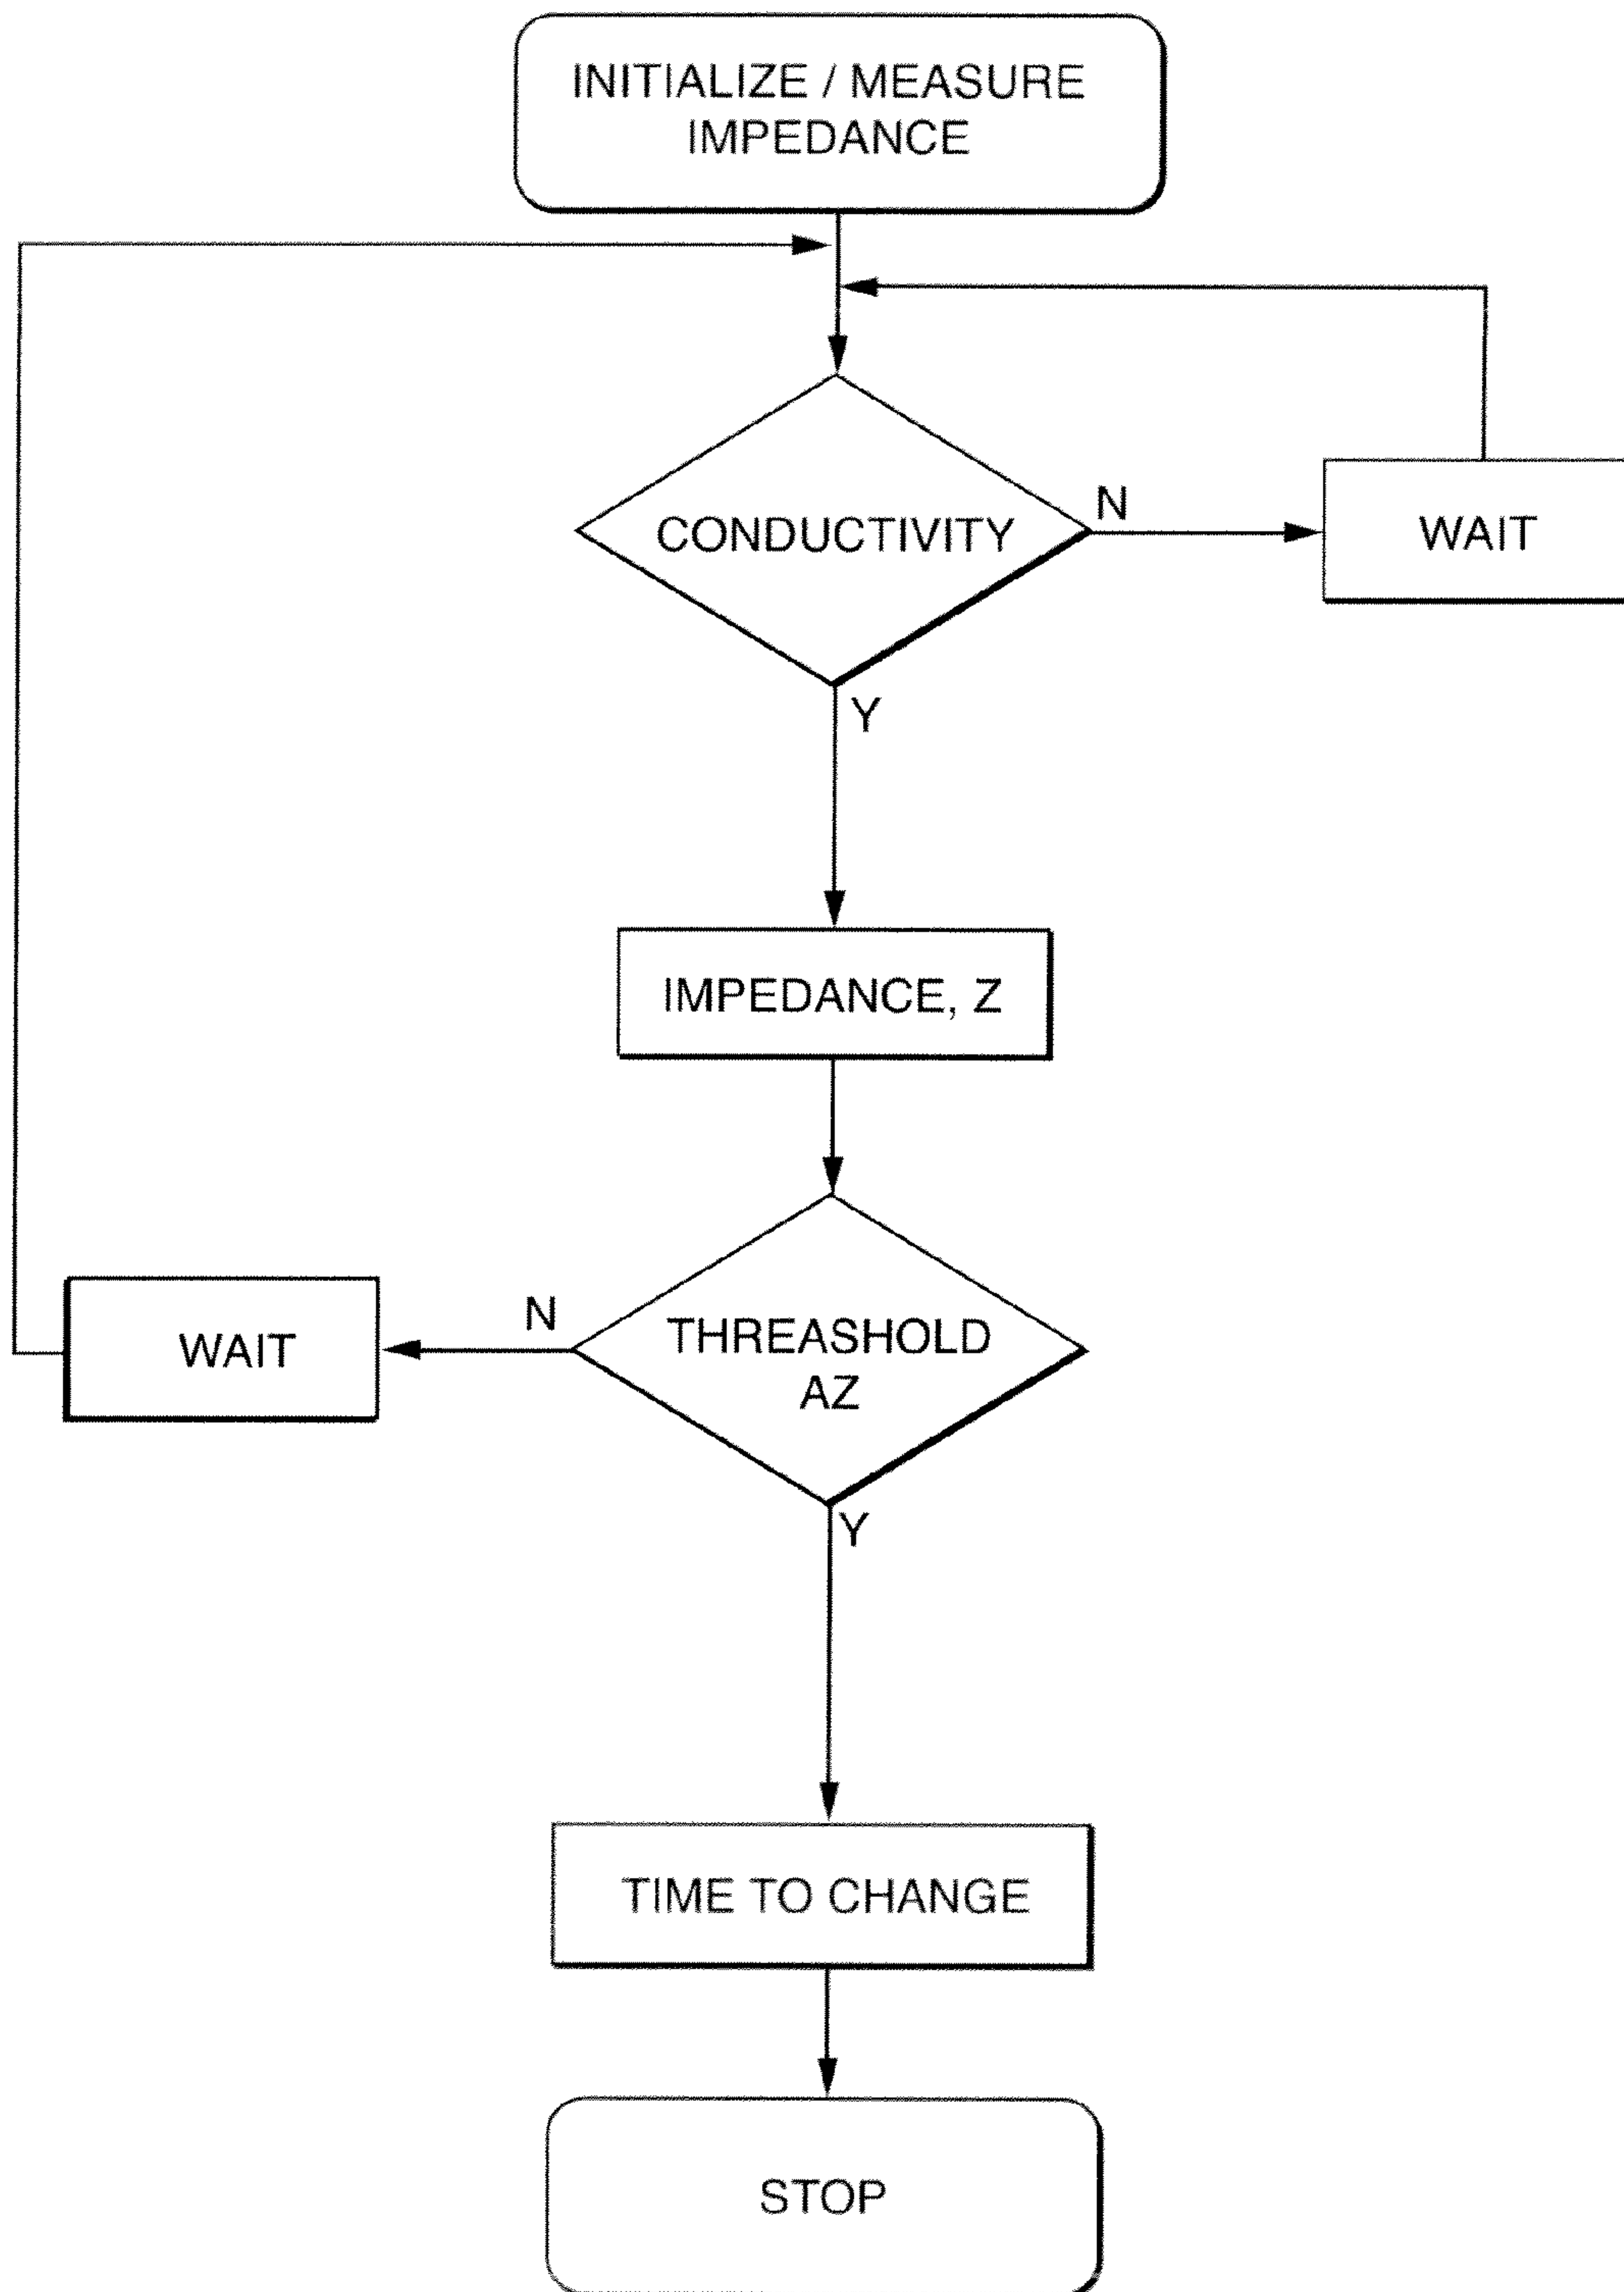 INITIALIZE / MEASURE
IMPEDANCE
CONDUCTIVITY
N
WAIT
Y
IMPEDANCE, Z
THREASHOLD
AZ
N
WAIT
Y
TIME TO CHANGE
STOP